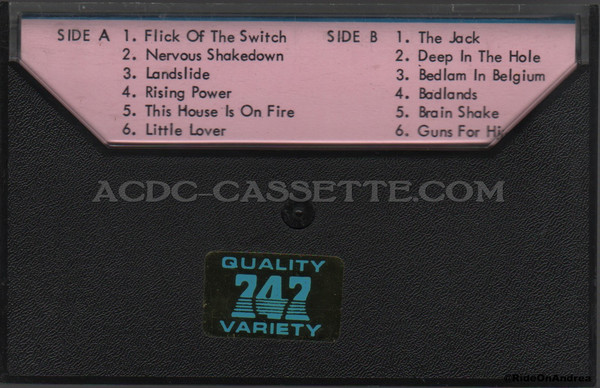 SIDE A 1. Flick Of The Switch
2. Nervous Shakedown
3. Landslide
4. Rising Power
5. This House Is On Fire
6. Little Lover
SIDE B 1. The Jack
2. Deep In The Hole
3. Bedlam In Belgium
4. Badlands
5. Brain Shake
6. Guns For Hi
ACDC-CASSETTE.COM
QUALITY
747
VARIETY
©RideOnAndrea